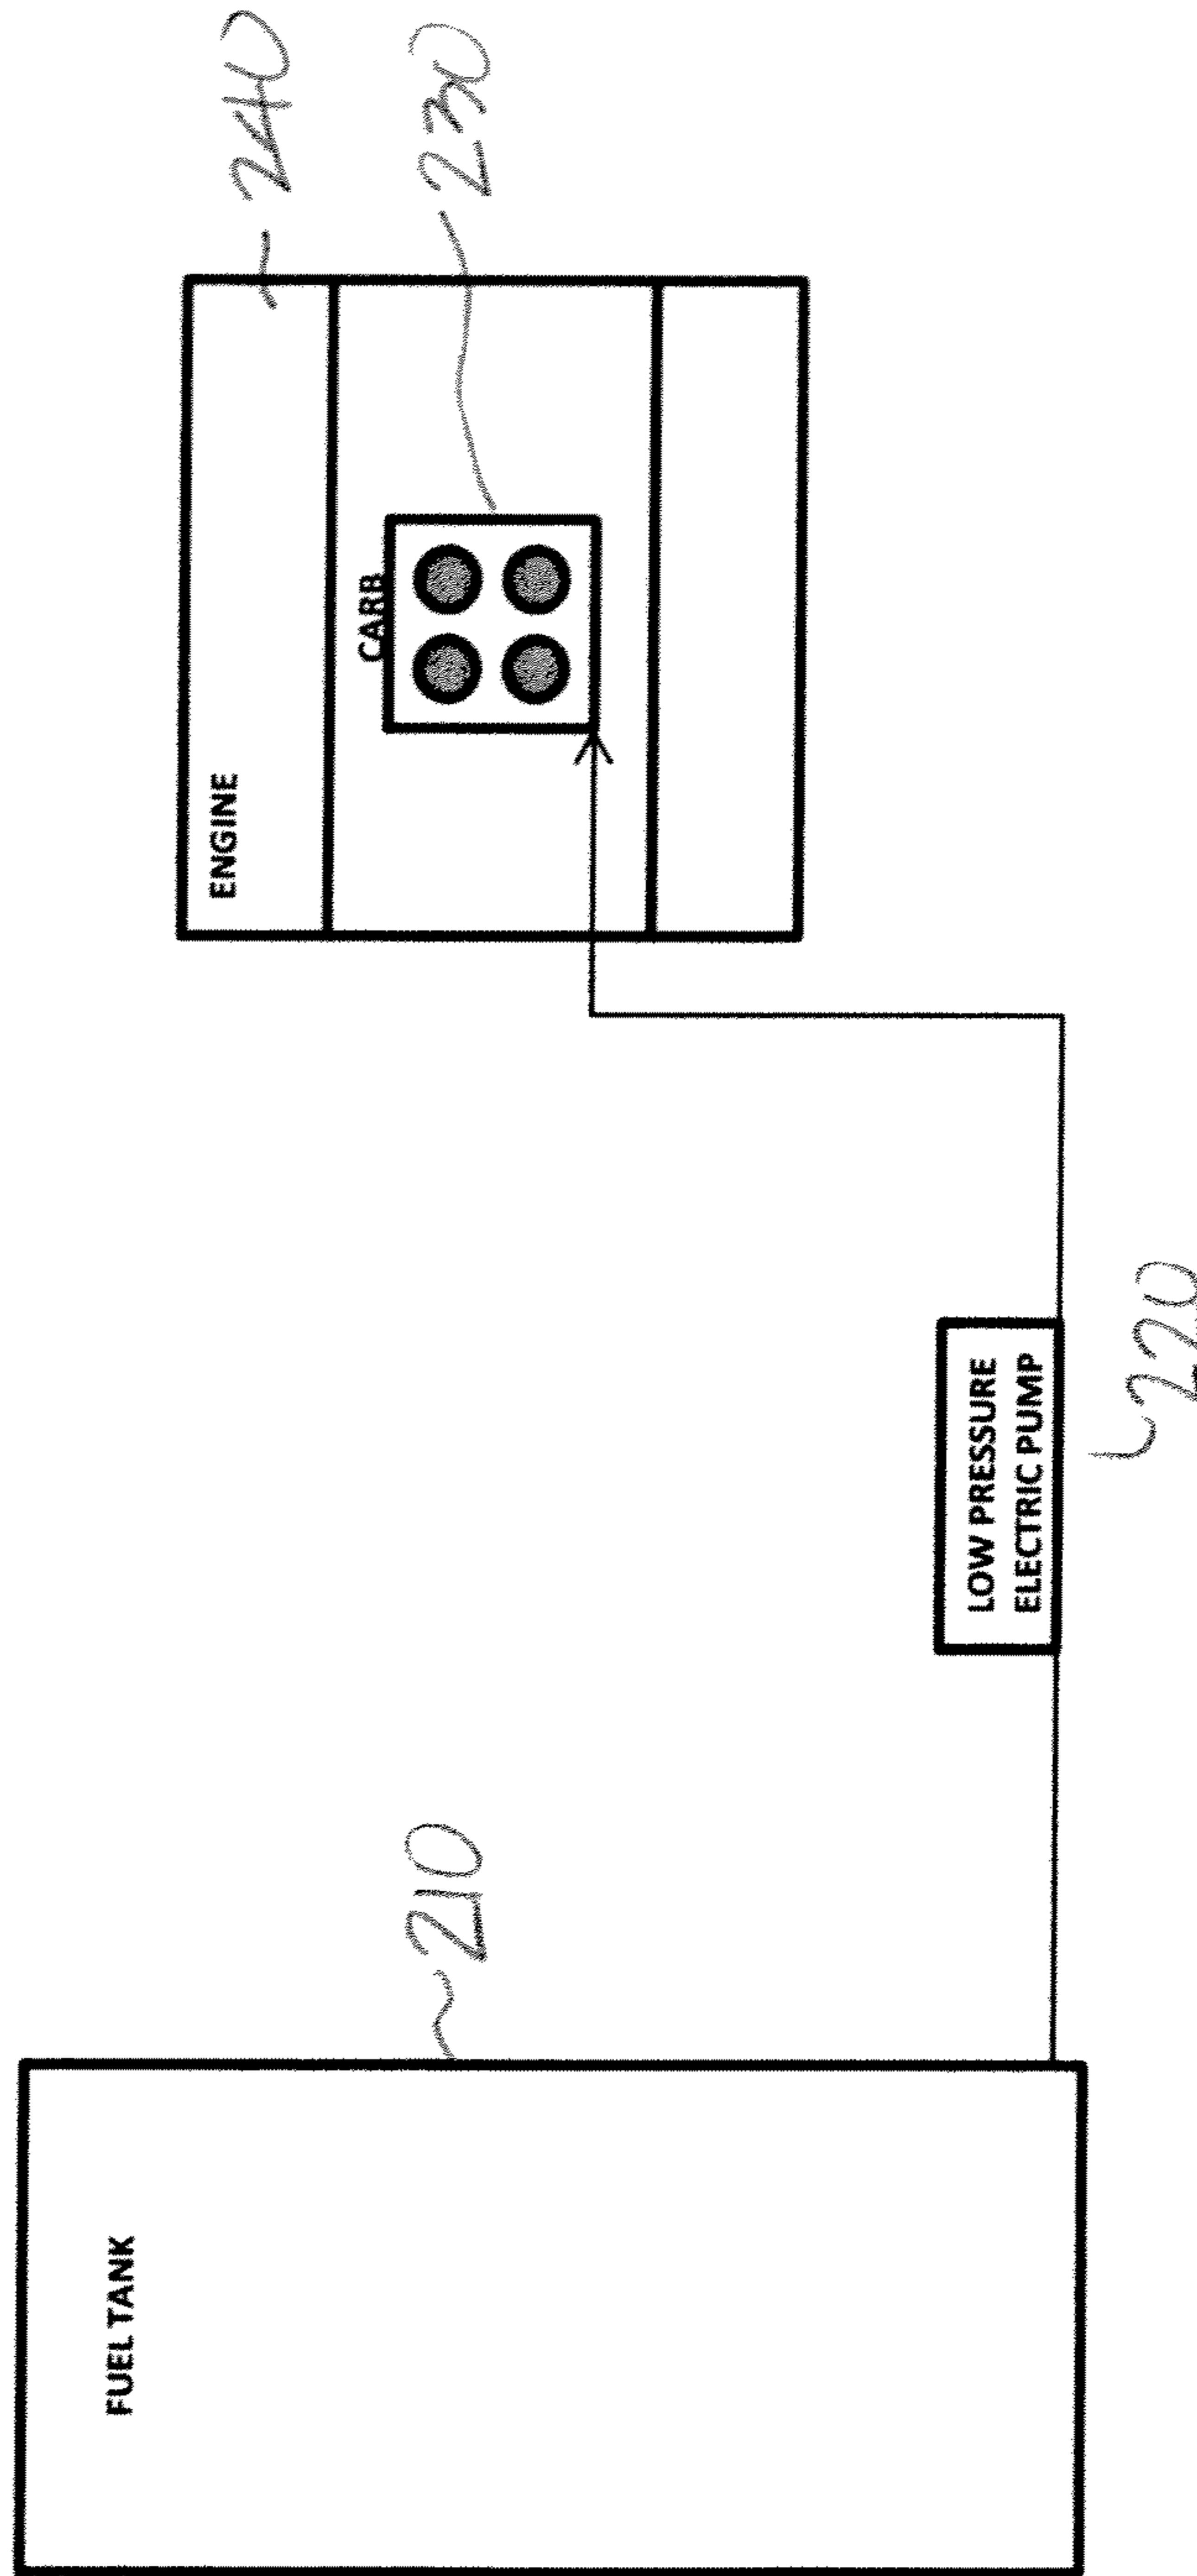 FUEL TANK
210
LOW PRESSURE
ELECTRIC PUMP
220
ENGINE
CARB
230
240